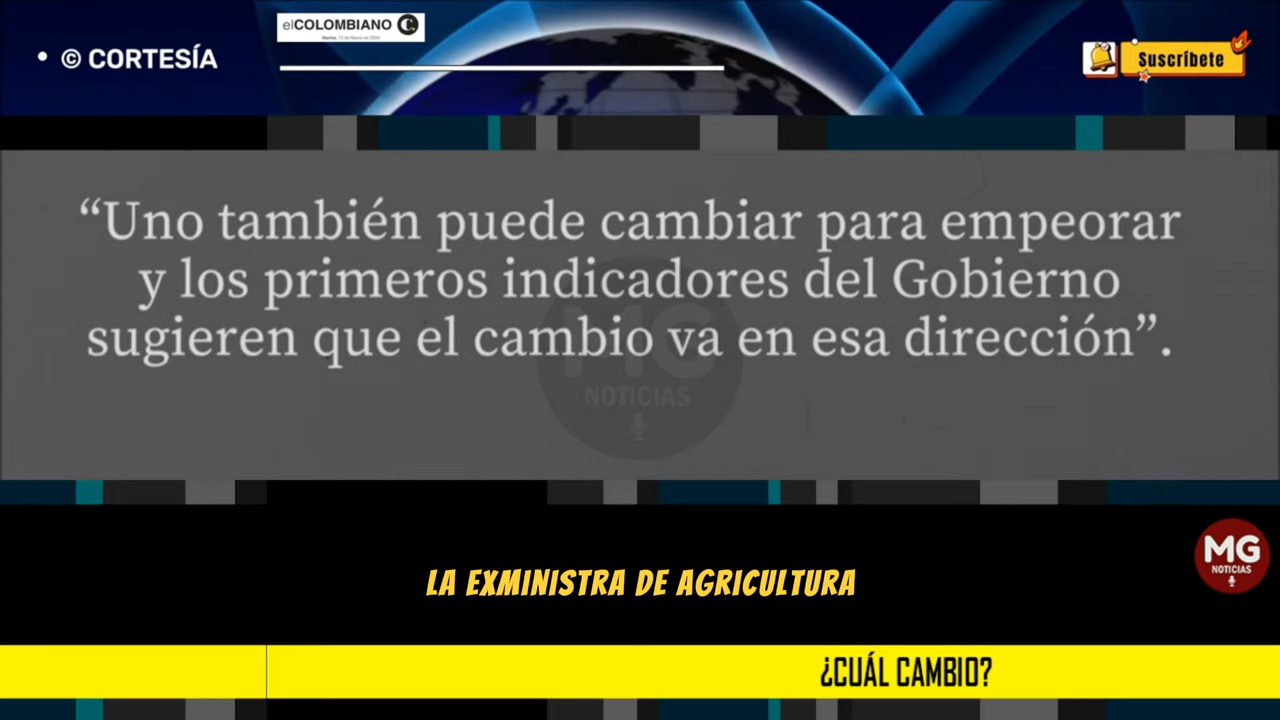 elCOLOMBIANO
• © CORTESÍA
Suscríbete
“Uno también puede cambiar para empeorar
y los primeros indicadores del Gobierno
sugieren que el cambio va en esa dirección”.
MG
NOTICIAS
LA EXMINISTRA DE AGRICULTURA
MG
NOTICIAS
¿CUÁL CAMBIO?